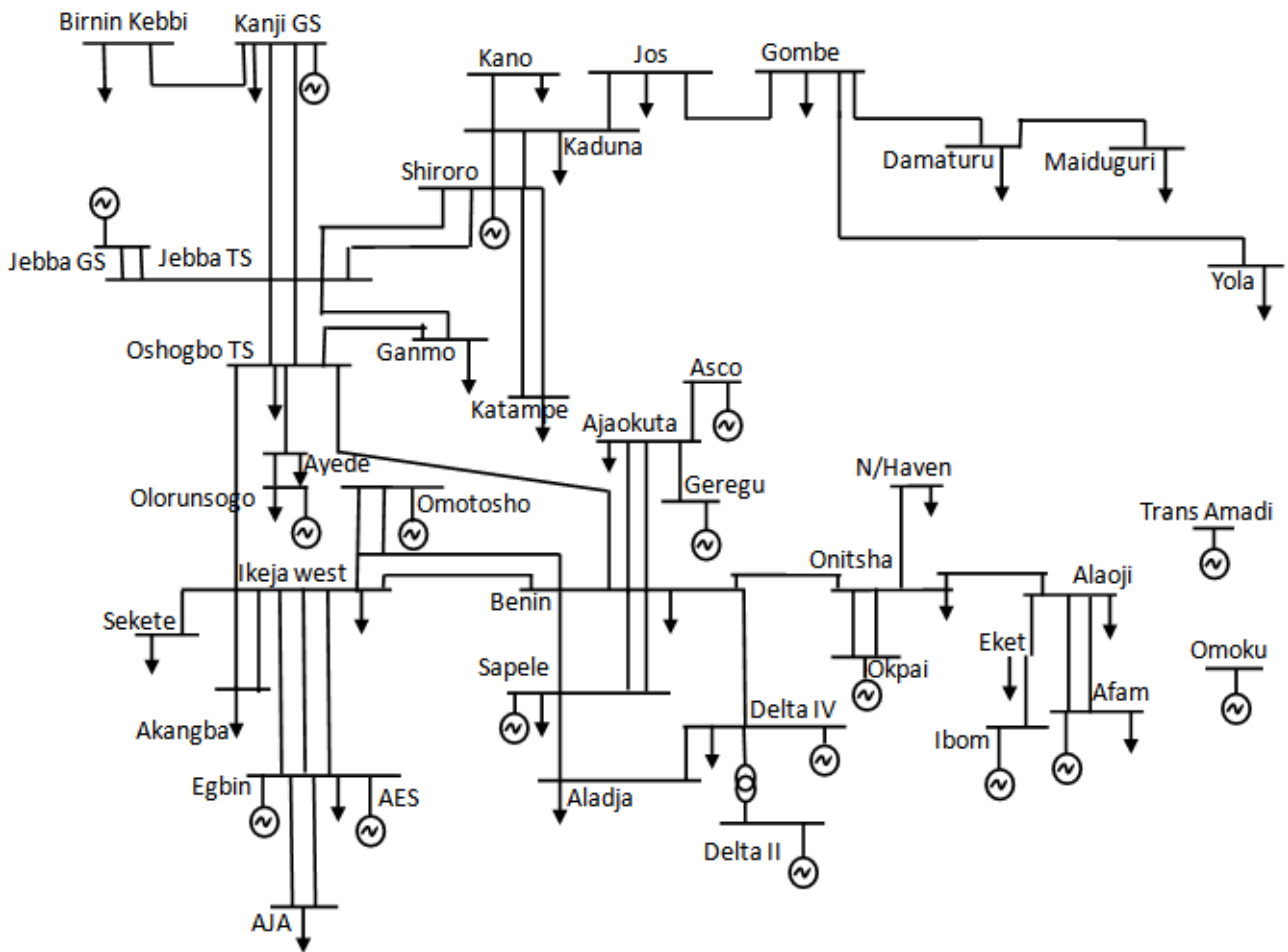 Birnin Kebbi
Kanji GS
Kano
Jos
Gombe
Kaduna
Damaturu
Maiduguri
Shiroro
Jebba GS
Jebba TS
Yola
Oshogbo TS
Ganmo
Katampe
Asco
Ajaokuta
Ayede
Geregu
N/Haven
Olorunsogo
Omotosho
Trans Amadi
Ikeja west
Benin
Onitsha
Alaoji
Sekete
Eket
Omoku
Sapele
Okpai
Afam
Akangba
Delta IV
Ibom
Egbin
AES
Aladja
Delta II
AJA